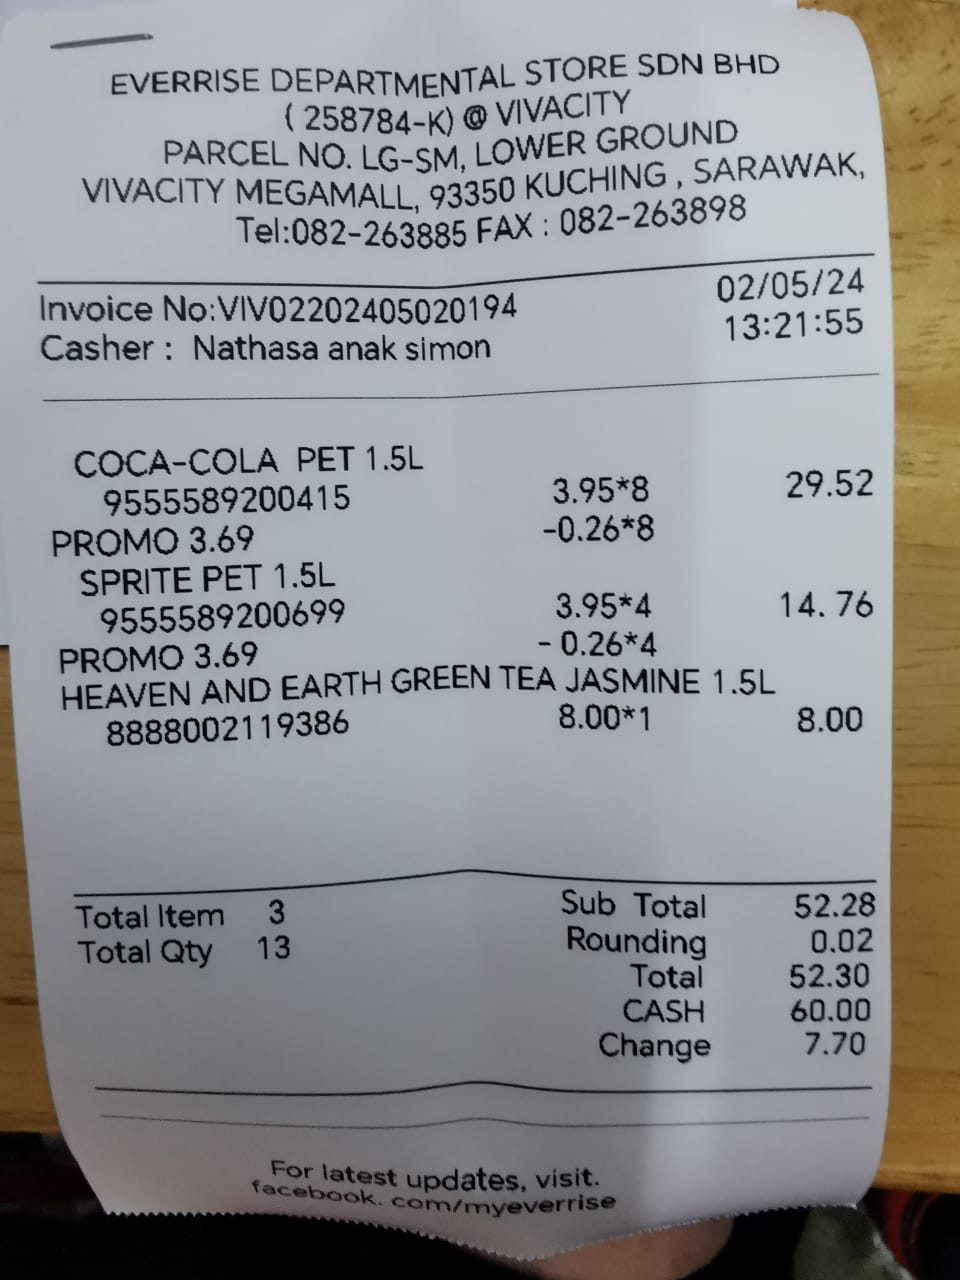 EVERRISE DEPARTMENTAL STORE SDN BHD
( 258784-K) @ VIVACITY
PARCEL NO. LG-SM, LOWER GROUND
VIVACITY MEGAMALL, 93350 KUCHING , SARAWAK,
Tel:082-263885 FAX : 082-263898
Invoice No:VIV02202405020194 02/05/24
Casher : Nathasa anak simon 13:21:55
COCA-COLA PET 1.5L
9555589200415 3.95*8 29.52
PROMO 3.69 -0.26*8
SPRITE PET 1.5L
9555589200699 3.95*4 14. 76
PROMO 3.69 - 0.26*4
HEAVEN AND EARTH GREEN TEA JASMINE 1.5L
8888002119386 8.00*1 8.00
Total Item 3 Sub Total 52.28
Total Qty 13 Rounding 0.02
Total 52.30
CASH 60.00
Change 7.70
For latest updates, visit.
facebook. com/myeverrise